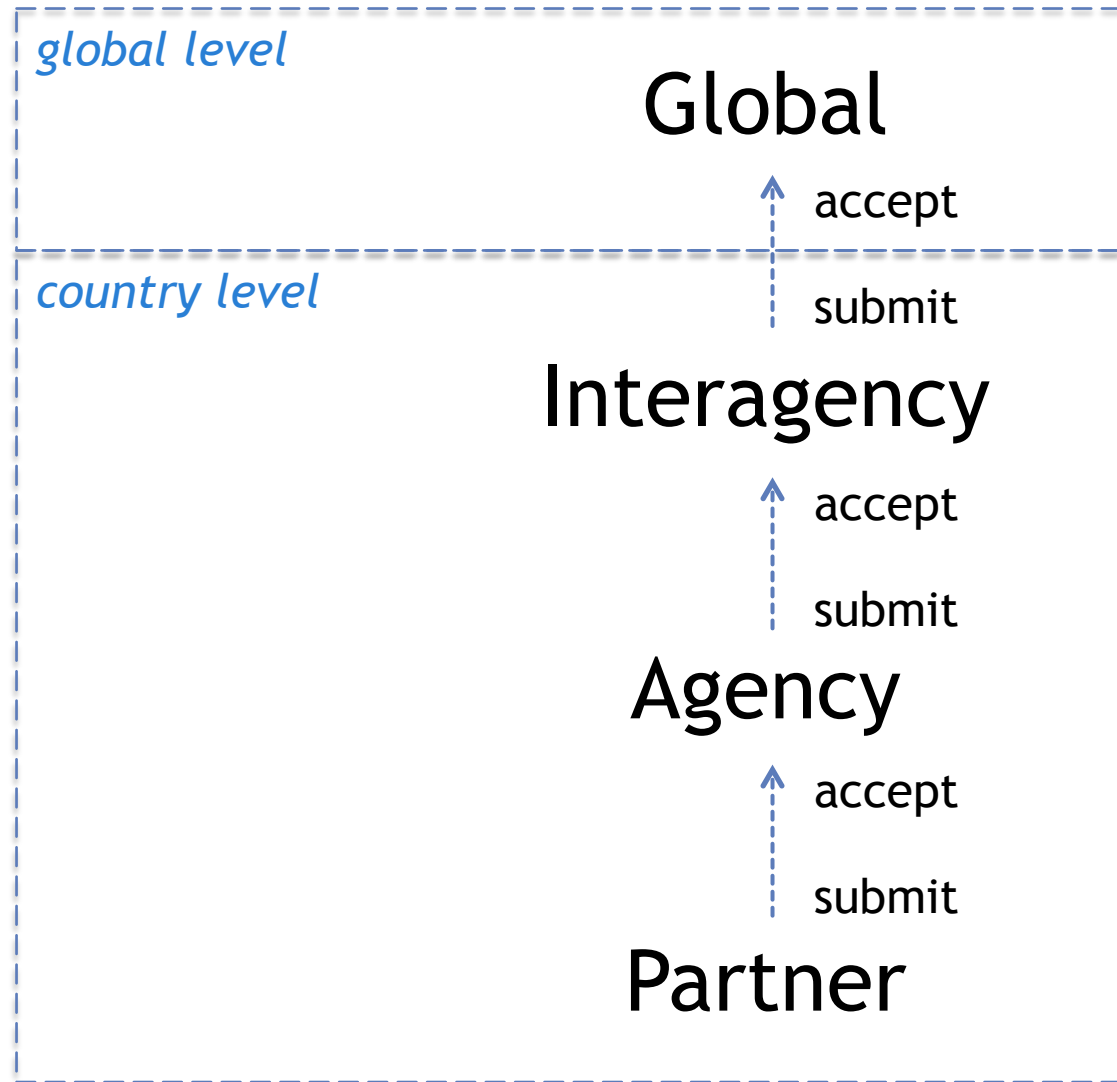 global level
Global
accept
country level
submit
Interagency
accept
submit
Agency
accept
submit
Partner